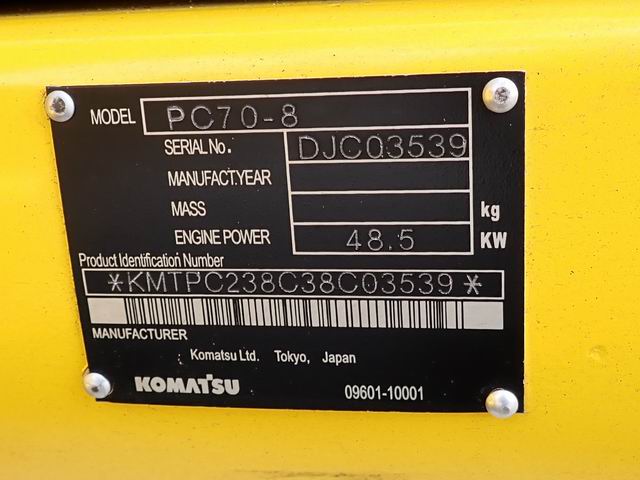 MODEL PC70-8
SERIAL No. DJC03539
MANUFACT.YEAR
MASS kg
ENGINE POWER 48.5 KW
Product Identification Number
*KMTPC238C38C03539*
MANUFACTURER
Komatsu Ltd. Tokyo, Japan
KOMATSU 09601-10001